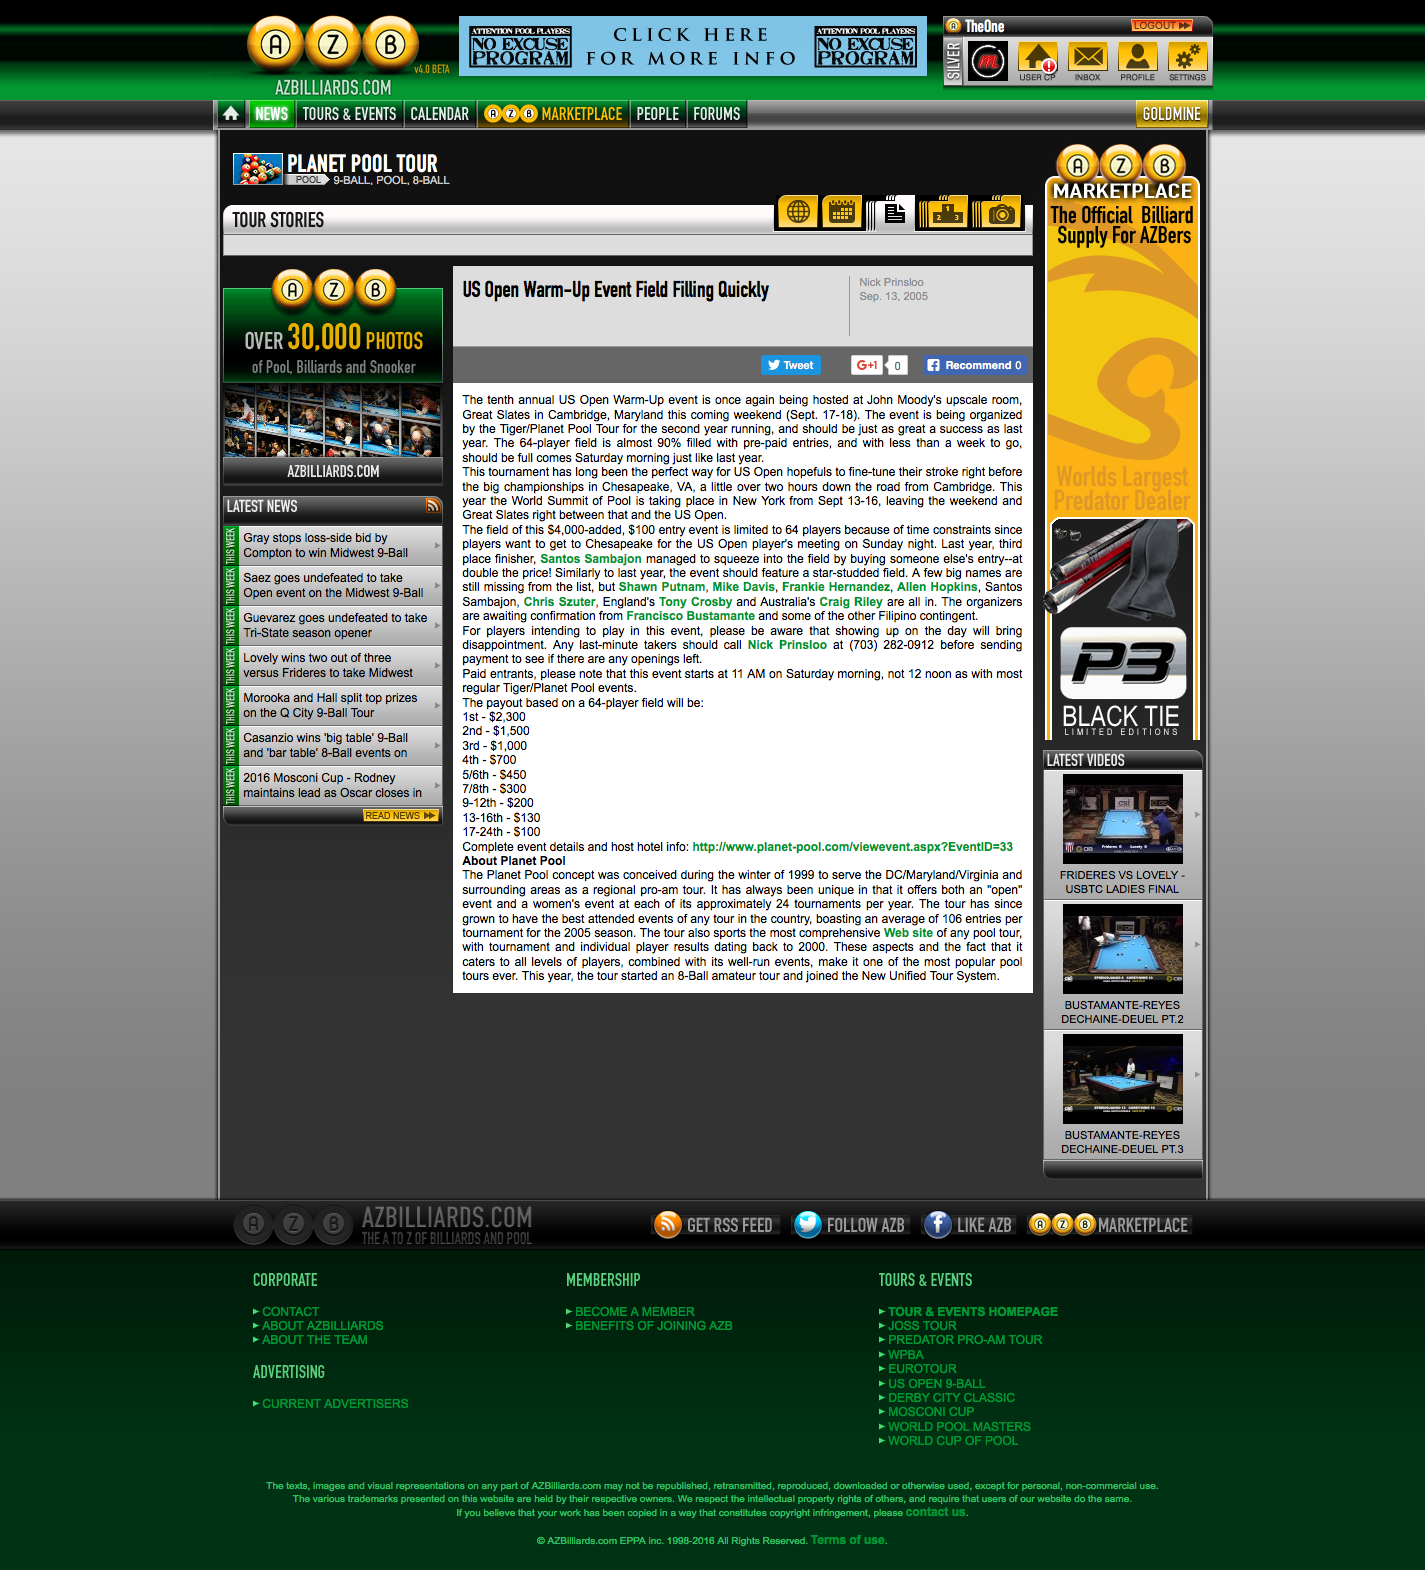 A Z B
v4.0 BETA
AZBILLIARDS.COM
ATTENTION POOL PLAYERS
NO EXCUSE
PROGRAM
CLICK HERE
FOR MORE INFO
ATTENTION POOL PLAYERS
NO EXCUSE
PROGRAM
TheOne
LOGOUT
SILVER
USER CP
INBOX
PROFILE
SETTINGS
NEWS
TOURS & EVENTS
CALENDAR
AZB MARKETPLACE
PEOPLE
FORUMS
GOLDMINE
PLANET POOL TOUR
POOL
9-BALL, POOL, 8-BALL
TOUR STORIES
A Z B
OVER 30,000 PHOTOS
of Pool, Billiards and Snooker
AZBILLIARDS.COM
LATEST NEWS
THIS WEEK
Gray stops loss-side bid by
Compton to win Midwest 9-Ball
THIS WEEK
Saez goes undefeated to take
Open event on the Midwest 9-Ball
THIS WEEK
Guevarez goes undefeated to take
Tri-State season opener
THIS WEEK
Lovely wins two out of three
versus Frideres to take Midwest
THIS WEEK
Morooka and Hall split top prizes
on the Q City 9-Ball Tour
THIS WEEK
Casanzio wins 'big table' 9-Ball
and 'bar table' 8-Ball events on
THIS WEEK
2016 Mosconi Cup - Rodney
maintains lead as Oscar closes in
READ NEWS
US Open Warm-Up Event Field Filling Quickly
Nick Prinsloo
Sep. 13, 2005
Tweet
G+1
0
Recommend 0
The tenth annual US Open Warm-Up event is once again being hosted at John Moody's upscale room,
Great Slates in Cambridge, Maryland this coming weekend (Sept. 17-18). The event is being organized
by the Tiger/Planet Pool Tour for the second year running, and should be just as great a success as last
year. The 64-player field is almost 90% filled with pre-paid entries, and with less than a week to go,
should be full comes Saturday morning just like last year.
This tournament has long been the perfect way for US Open hopefuls to fine-tune their stroke right before
the big championships in Chesapeake, VA, a little over two hours down the road from Cambridge. This
year the World Summit of Pool is taking place in New York from Sept 13-16, leaving the weekend and
Great Slates right between that and the US Open.
The field of this $4,000-added, $100 entry event is limited to 64 players because of time constraints since
players want to get to Chesapeake for the US Open player's meeting on Sunday night. Last year, third
place finisher, Santos Sambajon managed to squeeze into the field by buying someone else's entry--at
double the price! Similarly to last year, the event should feature a star-studded field. A few big names are
still missing from the list, but Shawn Putnam, Mike Davis, Frankie Hernandez, Allen Hopkins, Santos
Sambajon, Chris Szuter, England's Tony Crosby and Australia's Craig Riley are all in. The organizers
are awaiting confirmation from Francisco Bustamante and some of the other Filipino contingent.
For players intending to play in this event, please be aware that showing up on the day will bring
disappointment. Any last-minute takers should call Nick Prinsloo at (703) 282-0912 before sending
payment to see if there are any openings left.
Paid entrants, please note that this event starts at 11 AM on Saturday morning, not 12 noon as with most
regular Tiger/Planet Pool events.
The payout based on a 64-player field will be:
1st - $2,300
2nd - $1,500
3rd - $1,000
4th - $700
5/6th - $450
7/8th - $300
9-12th - $200
13-16th - $130
17-24th - $100
Complete event details and host hotel info: http://www.planet-pool.com/viewevent.aspx?EventID=33
About Planet Pool
The Planet Pool concept was conceived during the winter of 1999 to serve the DC/Maryland/Virginia and
surrounding areas as a regional pro-am tour. It has always been unique in that it offers both an "open"
event and a women's event at each of its approximately 24 tournaments per year. The tour has since
grown to have the best attended events of any tour in the country, boasting an average of 106 entries per
tournament for the 2005 season. The tour also sports the most comprehensive Web site of any pool tour,
with tournament and individual player results dating back to 2000. These aspects and the fact that it
caters to all levels of players, combined with its well-run events, make it one of the most popular pool
tours ever. This year, the tour started an 8-Ball amateur tour and joined the New Unified Tour System.
A Z B
MARKETPLACE
The Official Billiard
Supply For AZBers
Worlds Largest
Predator Dealer
P3
BLACK TIE
LIMITED EDITIONS
LATEST VIDEOS
FRIDERES VS LOVELY -
USBTC LADIES FINAL
BUSTAMANTE-REYES
DECHAINE-DEUEL PT.2
BUSTAMANTE-REYES
DECHAINE-DEUEL PT.3
A Z B
AZBILLIARDS.COM
THE A TO Z OF BILLIARDS AND POOL
GET RSS FEED
FOLLOW AZB
LIKE AZB
AZB MARKETPLACE
CORPORATE
CONTACT
ABOUT AZBILLIARDS
ABOUT THE TEAM
ADVERTISING
CURRENT ADVERTISERS
MEMBERSHIP
BECOME A MEMBER
BENEFITS OF JOINING AZB
TOURS & EVENTS
TOUR & EVENTS HOMEPAGE
JOSS TOUR
PREDATOR PRO-AM TOUR
WPBA
EUROTOUR
US OPEN 9-BALL
DERBY CITY CLASSIC
MOSCONI CUP
WORLD POOL MASTERS
WORLD CUP OF POOL
The texts, images and visual representations on any part of AZBilliards.com may not be republished, retransmitted, reproduced, downloaded or otherwise used, except for personal, non-commercial use.
The various trademarks presented on this website are held by their respective owners. We respect the intellectual property rights of others, and require that users of our website do the same.
If you believe that your work has been copied in a way that constitutes copyright infringement, please contact us.
© AZBilliards.com EPPA inc. 1998-2016 All Rights Reserved. Terms of use.